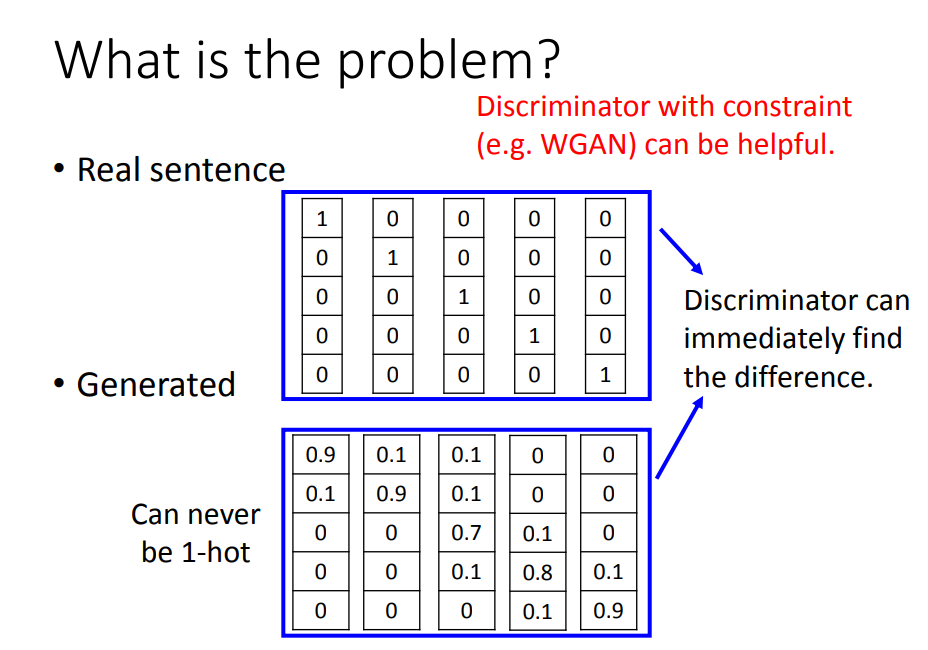 What is the problem?
Discriminator with constraint
(e.g. WGAN) can be helpful.
• Real sentence
1 0 0 0 0
0 1 0 0 0
0 0 1 0 0
0 0 0 1 0
0 0 0 0 1
Discriminator can
immediately find
the difference.
• Generated
0.9 0.1 0.1 0 0
0.1 0.9 0.1 0 0
0 0 0.7 0.1 0
0 0 0.1 0.8 0.1
0 0 0 0.1 0.9
Can never
be 1-hot